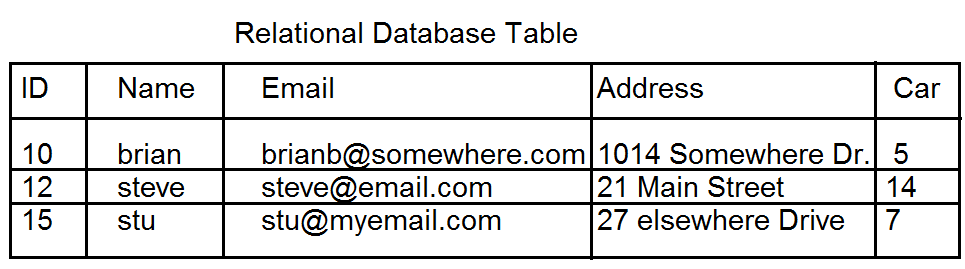 Relational Database Table
ID Name Email Address Car
10 brian brianb@somewhere.com 1014 Somewhere Dr. 5
12 steve steve@email.com 21 Main Street 14
15 stu stu@myemail.com 27 elsewhere Drive 7